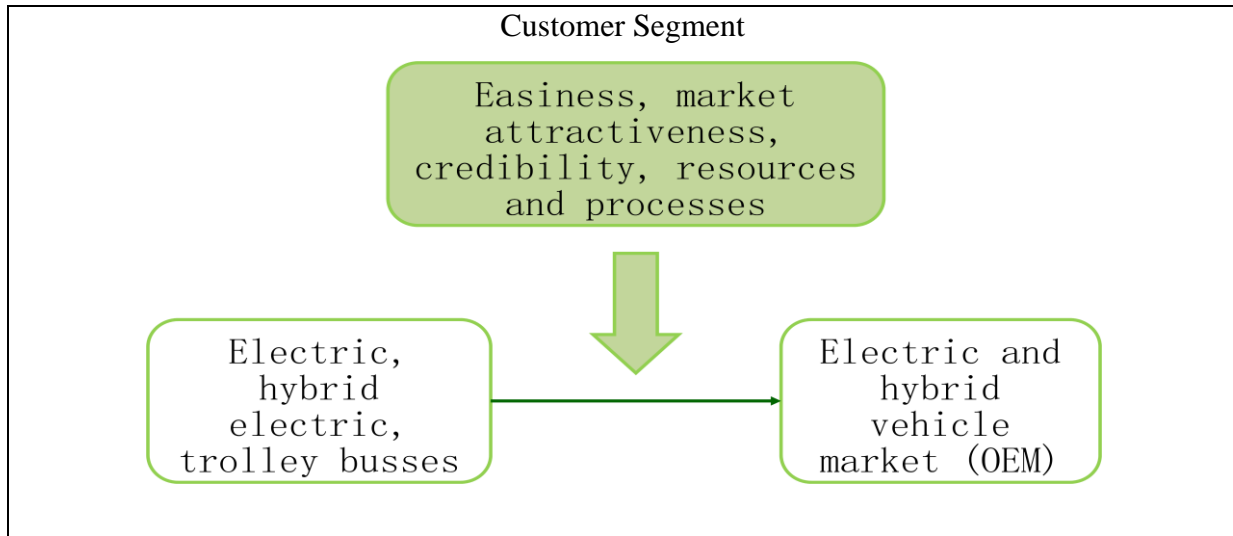 Customer Segment
Easiness, market
attractiveness,
credibility, resources
and processes
Electric,
hybrid
electric,
trolley busses
Electric and
hybrid
vehicle
market (OEM)